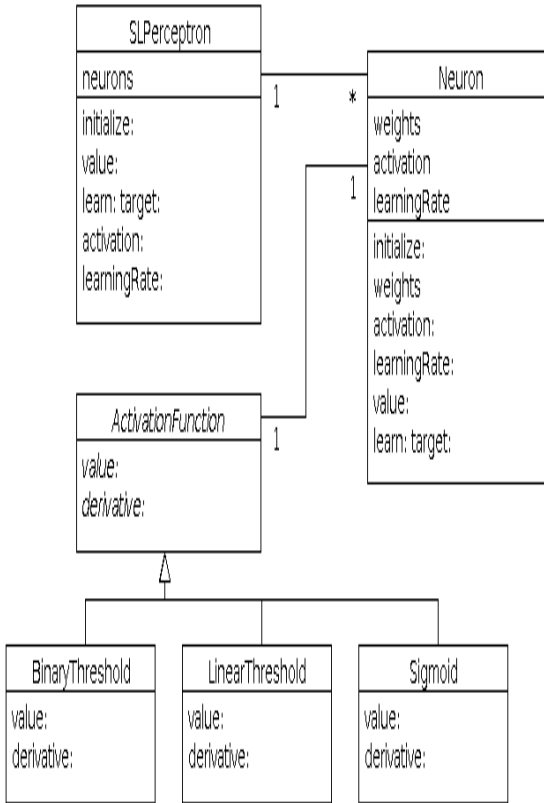 SLPerceptron
neurons
initialize:
value:
learn: target:
activation:
learningRate:
1
*
Neuron
weights
activation
learningRate
initialize:
weights
activation:
learningRate:
value:
learn: target:
1
ActivationFunction
value:
derivative:
1
BinaryThreshold
value:
derivative:
LinearThreshold
value:
derivative:
Sigmoid
value:
derivative: